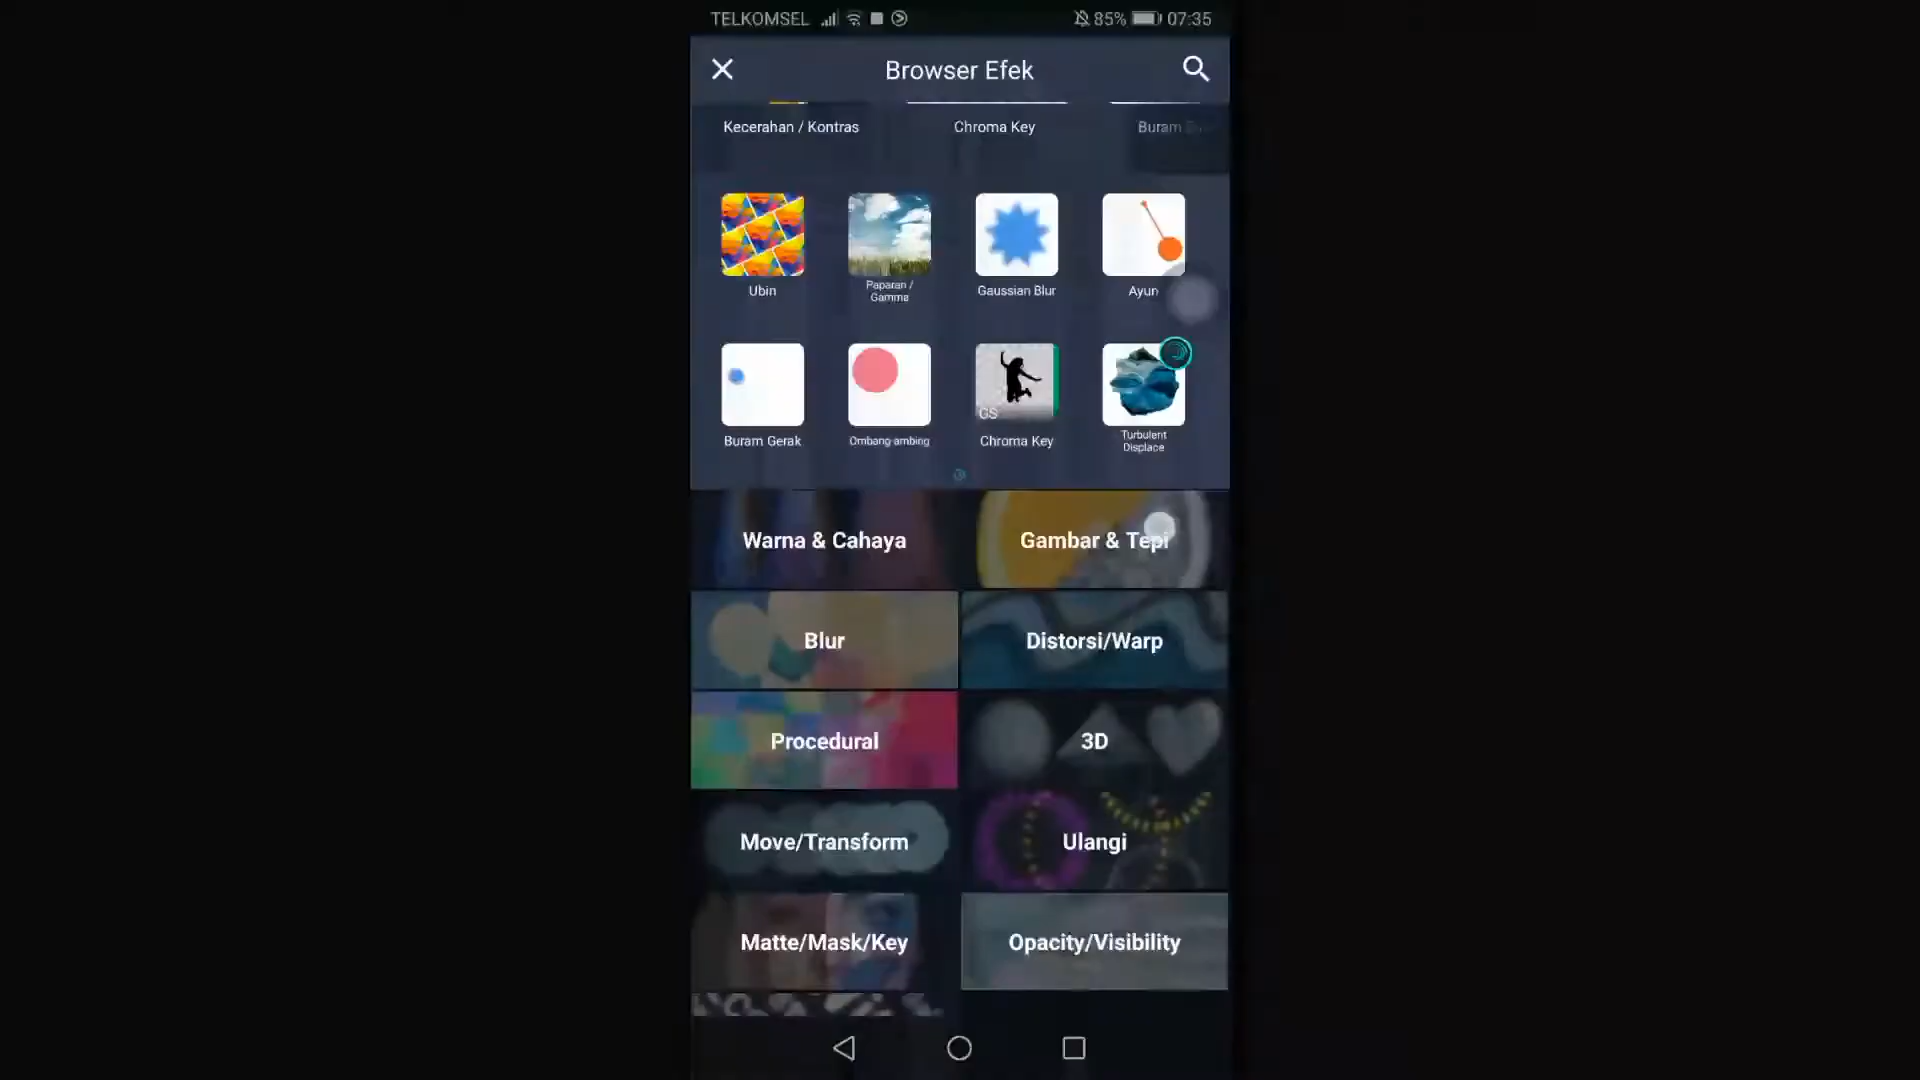 TELKOMSEL 85% 07:35
Browser Efek
Kecerahan / Kontras Chroma Key Buram
Ubin Paparan / Gamma Gaussian Blur Ayun
GS
Buram Gerak Ombang-ambing Chroma Key Turbulent Displace
Warna & Cahaya Gambar & Tepi
Blur Distorsi/Warp
Procedural 3D
Move/Transform Ulangi
Matte/Mask/Key Opacity/Visibility